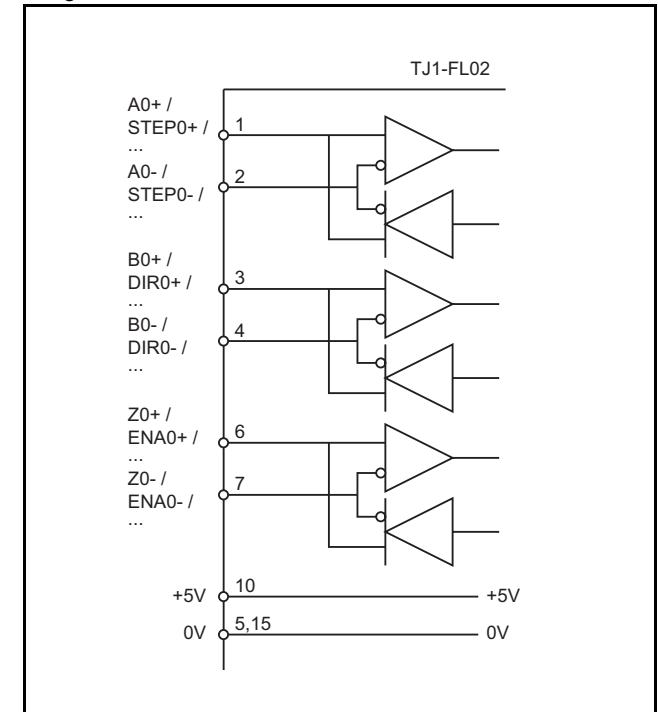 TJ1-FL02
A0+ /
STEP0+ /
...
1
A0- /
STEP0- /
...
2
B0+ /
DIR0+ /
...
3
B0- /
DIR0- /
...
4
Z0+ /
ENA0+ /
...
6
Z0- /
ENA0- /
...
7
+5V 10 +5V
0V 5,15 0V